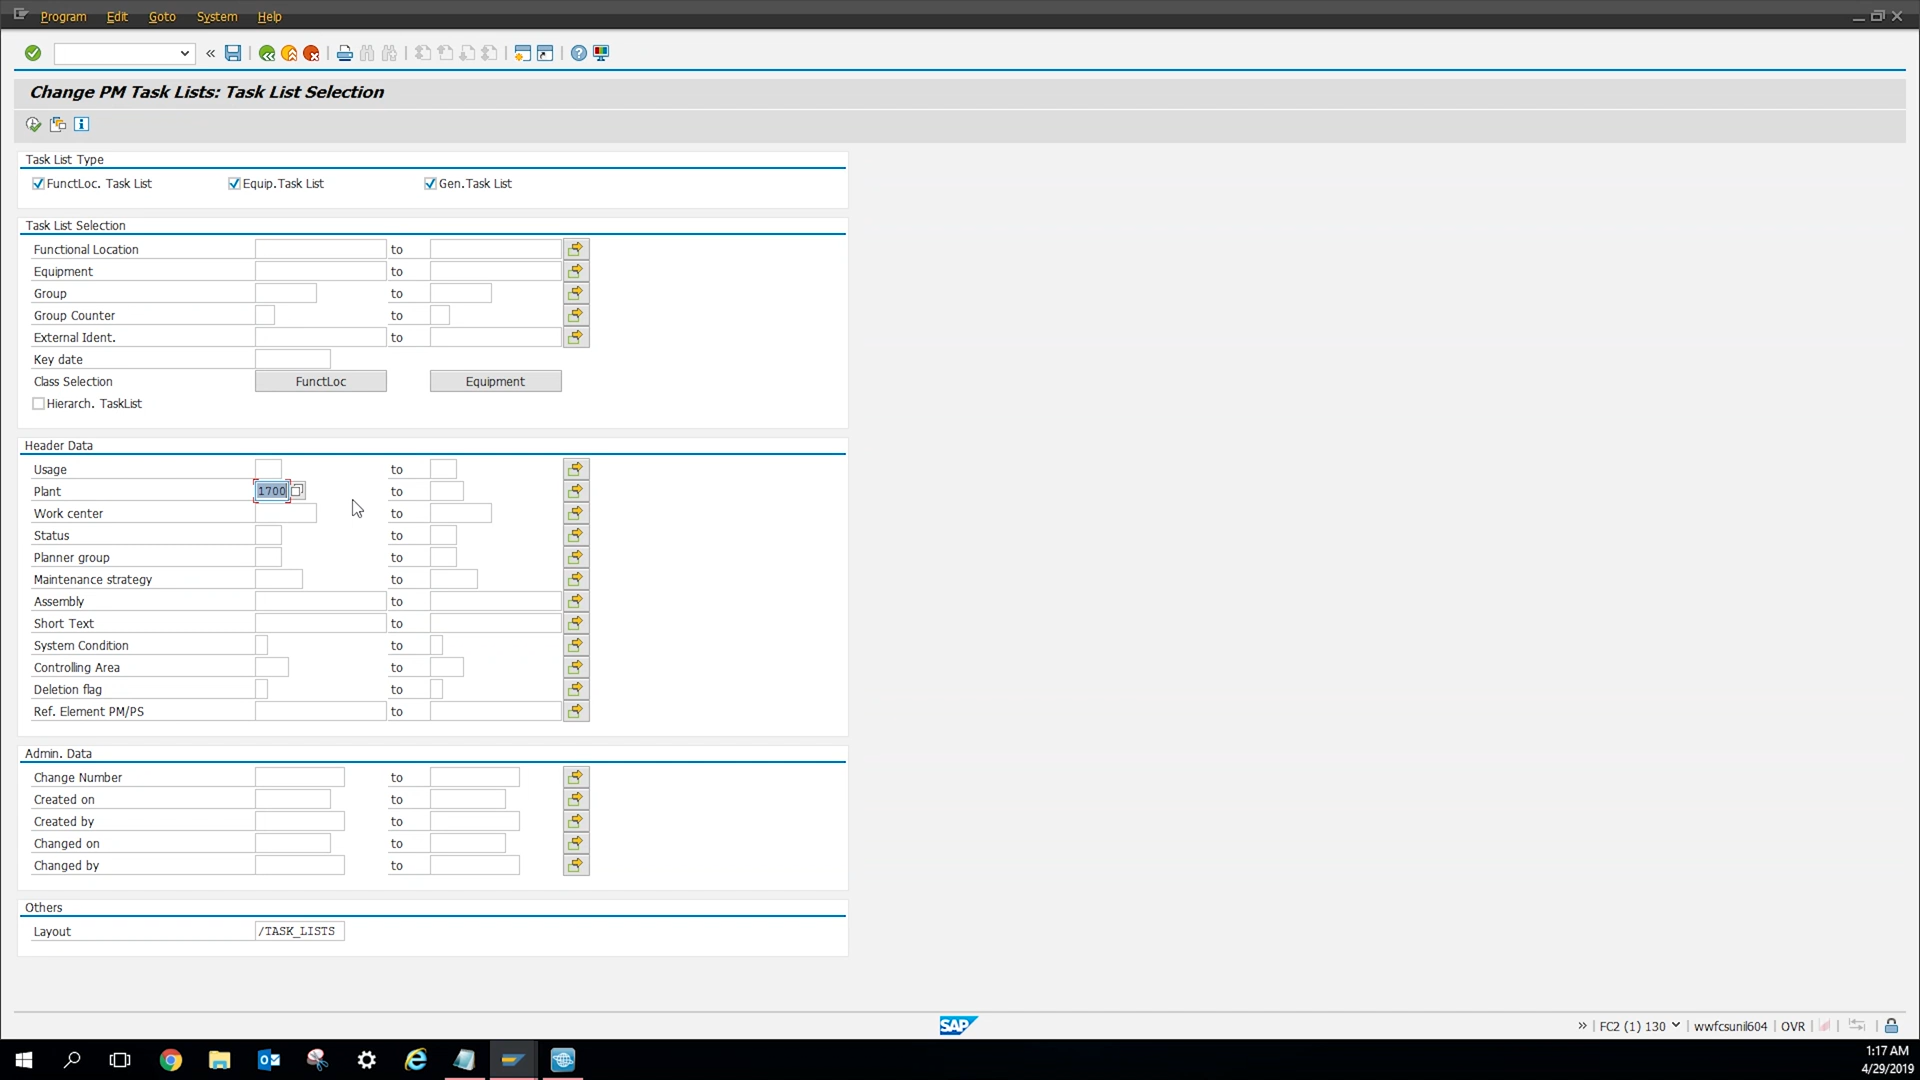 Program Edit Goto System Help
Change PM Task Lists: Task List Selection
Task List Type
FunctLoc. Task List Equip.Task List Gen.Task List
Task List Selection
Functional Location to
Equipment to
Group to
Group Counter to
External Ident. to
Key date
Class Selection FunctLoc Equipment
Hierarch. TaskList
Header Data
Usage to
Plant 1700 to
Work center to
Status to
Planner group to
Maintenance strategy to
Assembly to
Short Text to
System Condition to
Controlling Area to
Deletion flag to
Ref. Element PM/PS to
Admin. Data
Change Number to
Created on to
Created by to
Changed on to
Changed by to
Others
Layout /TASK_LISTS
SAP FC2 (1) 130 wwfcsunil604 OVR
1:17 AM
4/29/2019